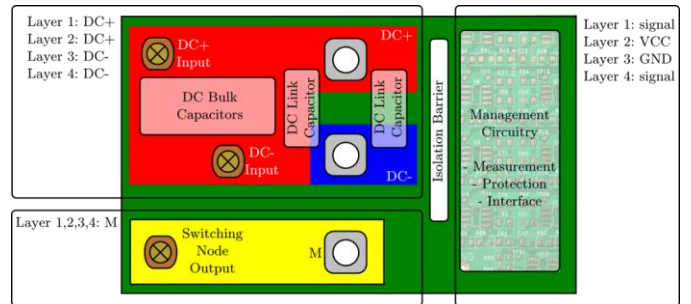 Layer 1: DC+
Layer 2: DC+
Layer 3: DC-
Layer 4: DC-
DC+
Input
DC+
DC Bulk
Capacitors
DC Link
Capacitor
DC Link
Capacitor
DC-
Input
DC-
Isolation Barrier
Layer 1: signal
Layer 2: VCC
Layer 3: GND
Layer 4: signal
Management
Circuitry
- Measurement
- Protection
- Interface
Layer 1,2,3,4: M
Switching
Node
Output
M